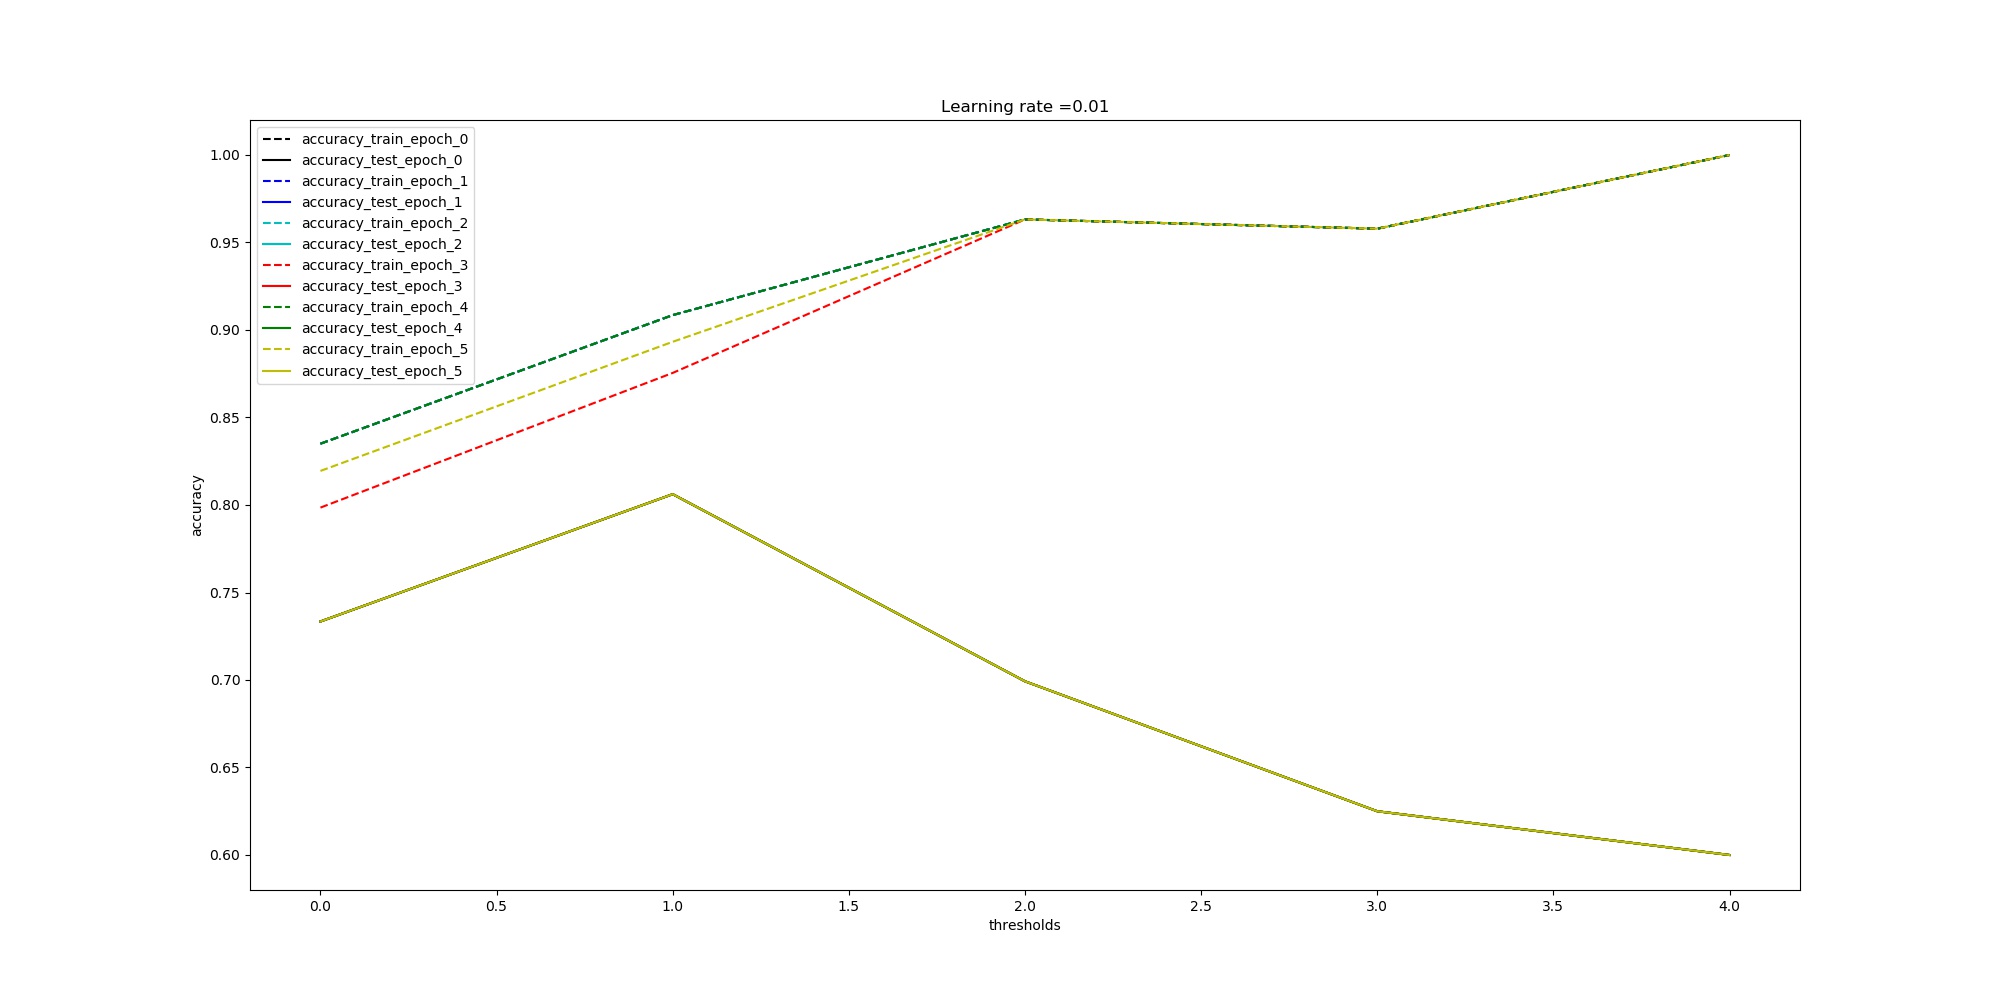 Learning rate =0.01
accuracy_train_epoch_0
accuracy_test_epoch_0
accuracy_train_epoch_1
accuracy_test_epoch_1
accuracy_train_epoch_2
accuracy_test_epoch_2
accuracy_train_epoch_3
accuracy_test_epoch_3
accuracy_train_epoch_4
accuracy_test_epoch_4
accuracy_train_epoch_5
accuracy_test_epoch_5
1.00
0.95
0.90
0.85
0.80
0.75
0.70
0.65
0.60
accuracy
0.0 0.5 1.0 1.5 2.0 2.5 3.0 3.5 4.0
thresholds